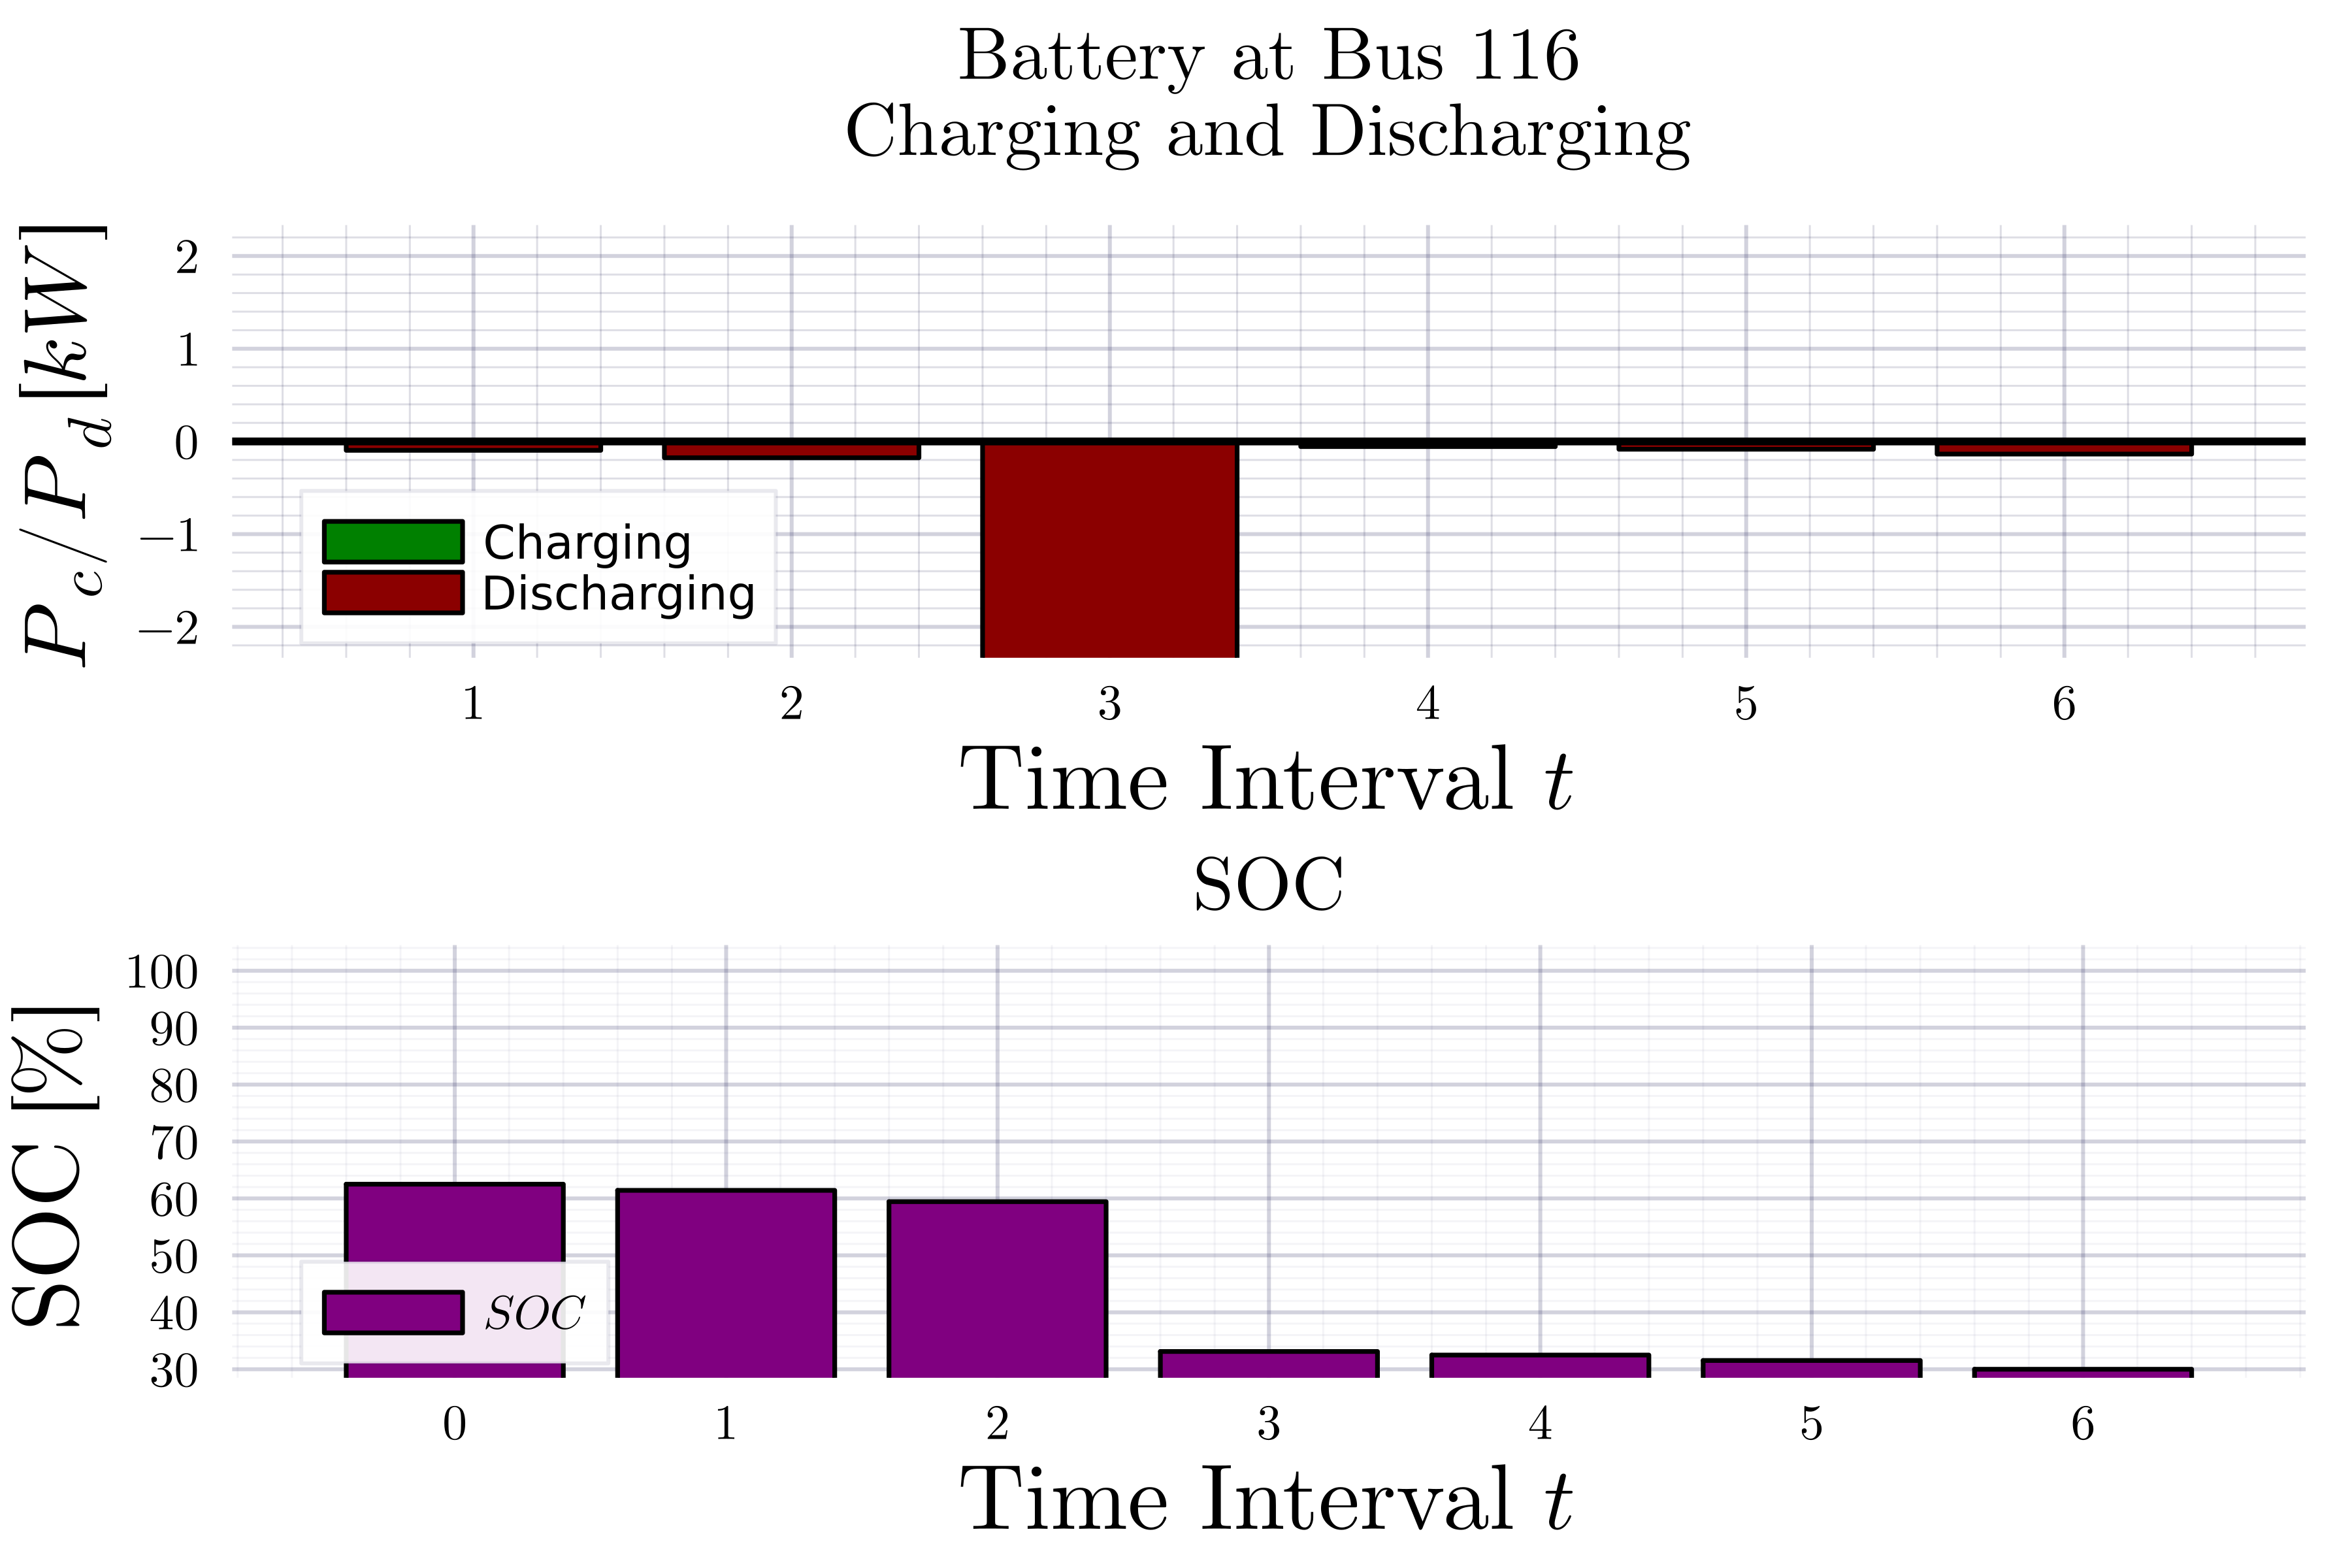 Battery at Bus 116
Charging and Discharging
P_c/P_d [kW]
2
1
0
−1
−2
Charging
Discharging
1 2 3 4 5 6
Time Interval t
SOC
SOC [%]
100
90
80
70
60
50
40
30
SOC
0 1 2 3 4 5 6
Time Interval t